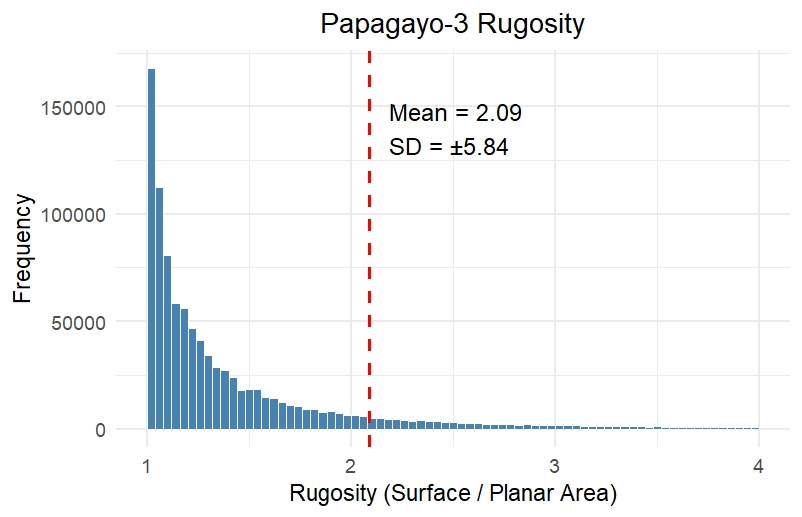 Papagayo-3 Rugosity
Mean = 2.09
SD = ±5.84
Frequency
150000
100000
50000
0
1 2 3 4
Rugosity (Surface / Planar Area)